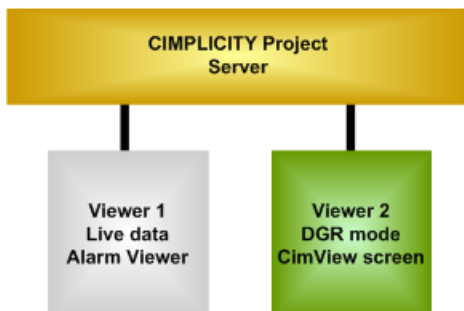 CIMPLICITY Project
Server
Viewer 1
Live data
Alarm Viewer
Viewer 2
DGR mode
CimView screen